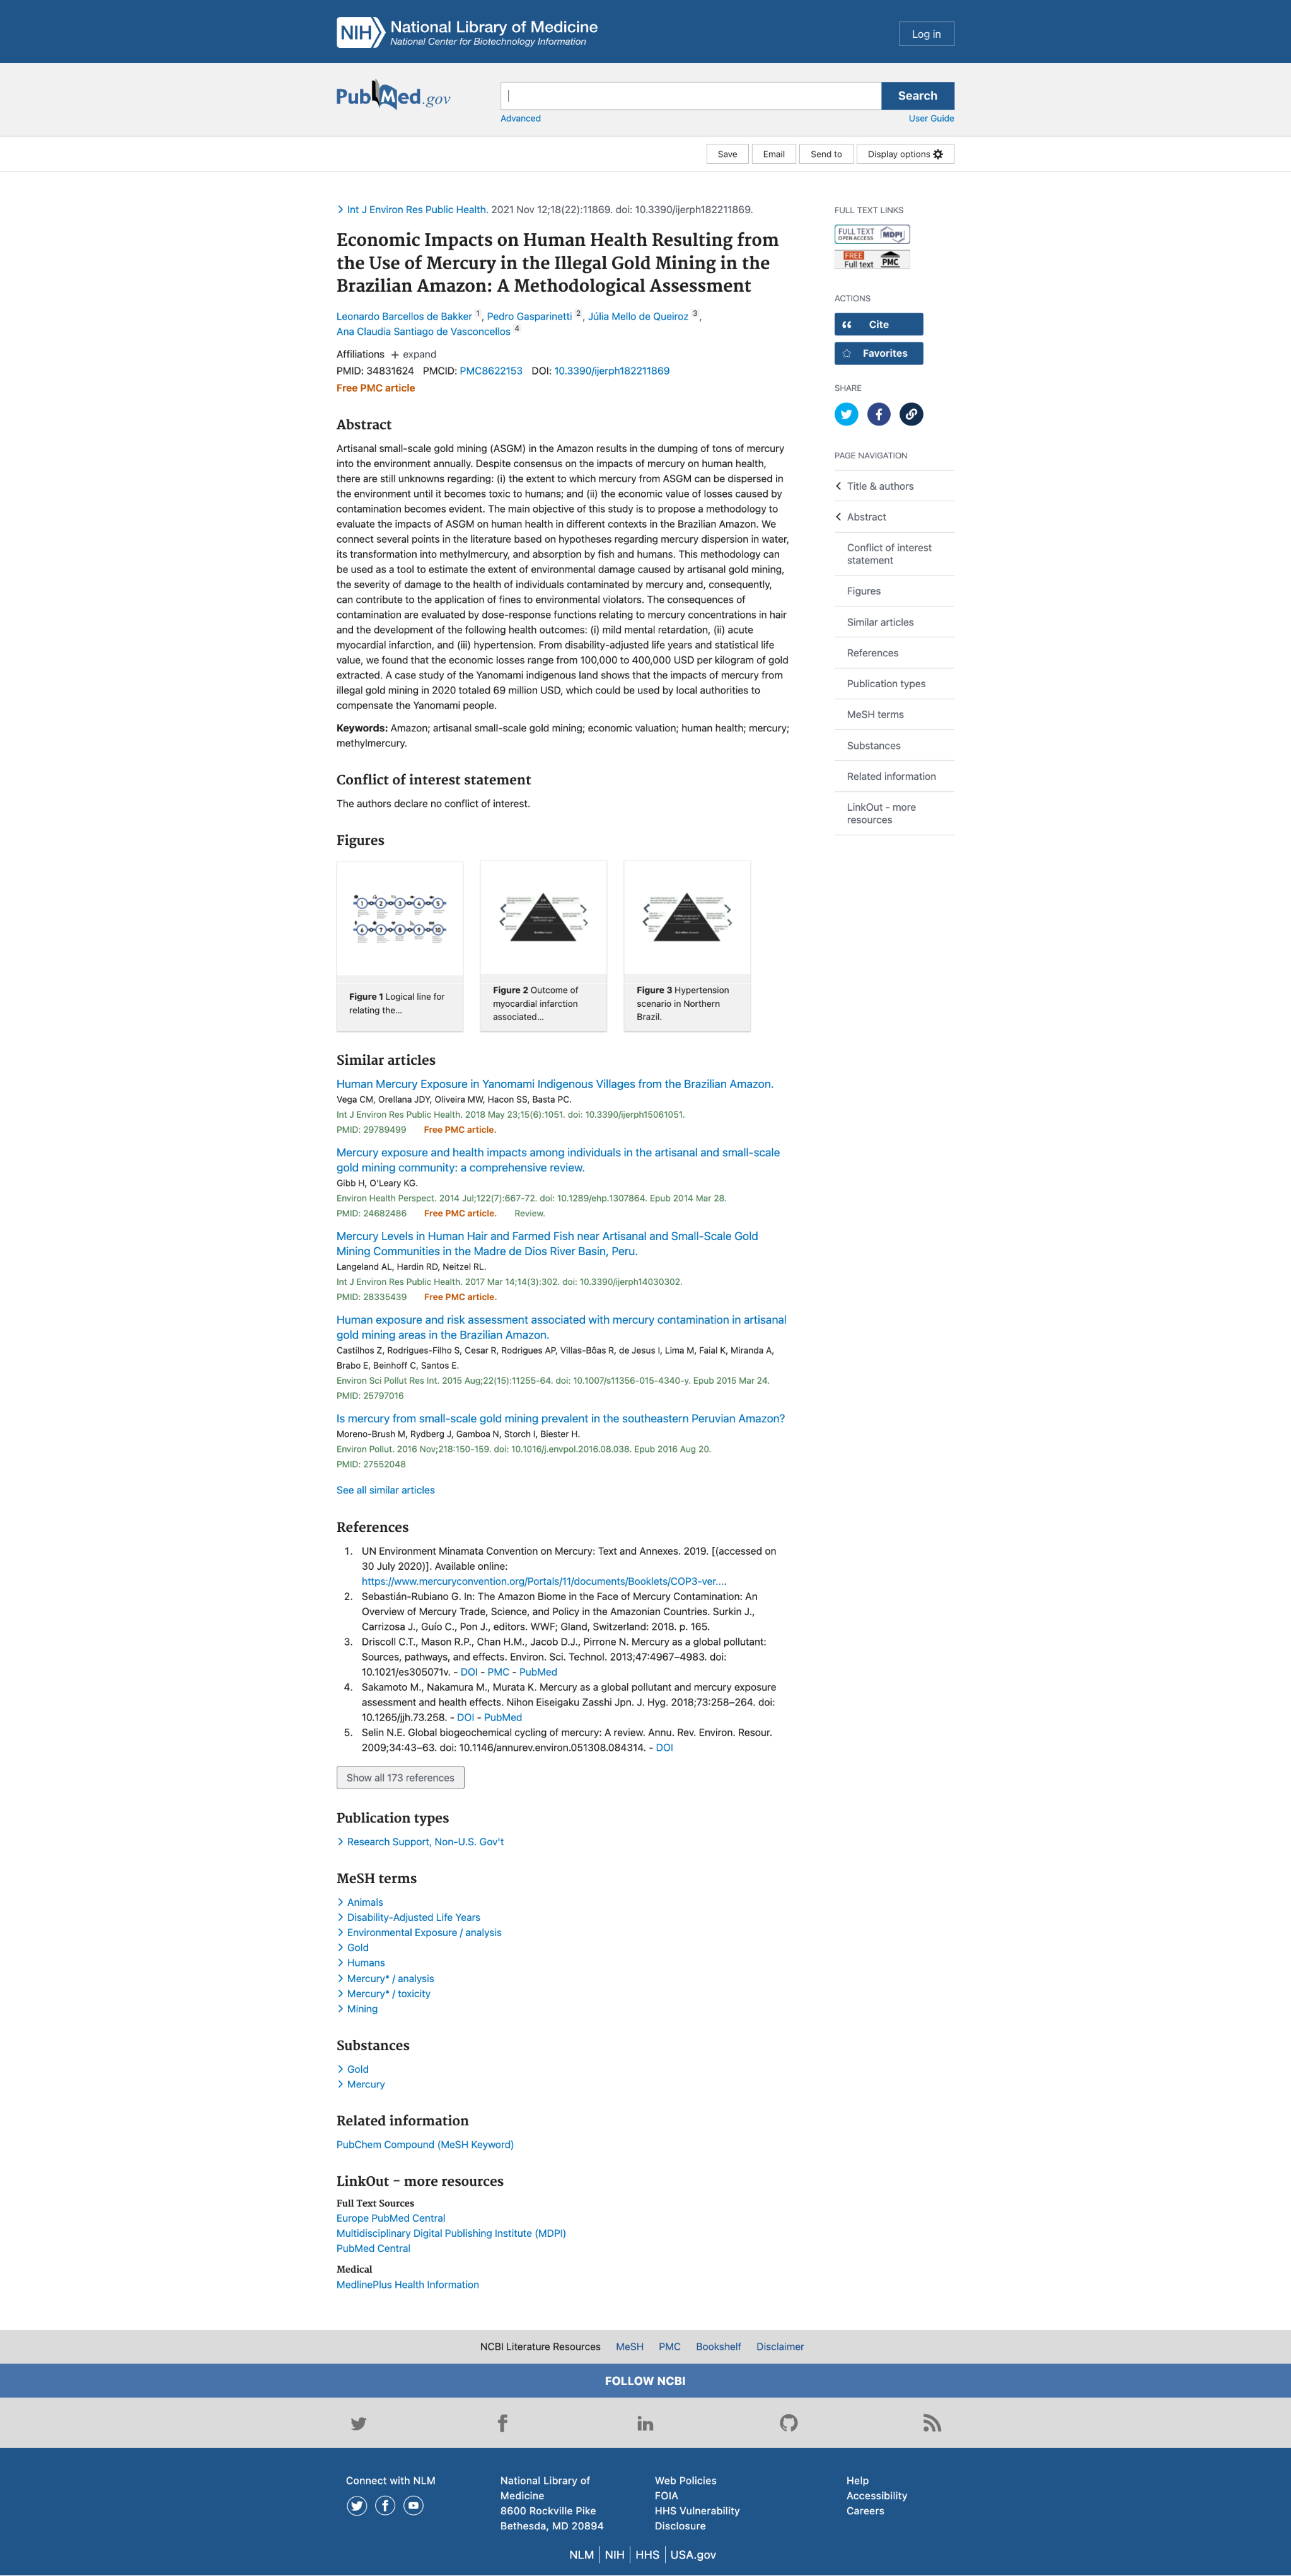 NIH National Library of Medicine
National Center for Biotechnology Information
Log in
PubMed.gov
Search
Advanced
User Guide
Save
Email
Send to
Display options
Int J Environ Res Public Health. 2021 Nov 12;18(22):11869. doi: 10.3390/ijerph182211869.
Economic Impacts on Human Health Resulting from
the Use of Mercury in the Illegal Gold Mining in the
Brazilian Amazon: A Methodological Assessment
Leonardo Barcellos de Bakker 1, Pedro Gasparinetti 2, Júlia Mello de Queiroz 3,
Ana Claudia Santiago de Vasconcellos 4
Affiliations + expand
PMID: 34831624 PMCID: PMC8622153 DOI: 10.3390/ijerph182211869
Free PMC article
Abstract
Artisanal small-scale gold mining (ASGM) in the Amazon results in the dumping of tons of mercury
into the environment annually. Despite consensus on the impacts of mercury on human health,
there are still unknowns regarding: (i) the extent to which mercury from ASGM can be dispersed in
the environment until it becomes toxic to humans; and (ii) the economic value of losses caused by
contamination becomes evident. The main objective of this study is to propose a methodology to
evaluate the impacts of ASGM on human health in different contexts in the Brazilian Amazon. We
connect several points in the literature based on hypotheses regarding mercury dispersion in water,
its transformation into methylmercury, and absorption by fish and humans. This methodology can
be used as a tool to estimate the extent of environmental damage caused by artisanal gold mining,
the severity of damage to the health of individuals contaminated by mercury and, consequently,
can contribute to the application of fines to environmental violators. The consequences of
contamination are evaluated by dose-response functions relating to mercury concentrations in hair
and the development of the following health outcomes: (i) mild mental retardation, (ii) acute
myocardial infarction, and (iii) hypertension. From disability-adjusted life years and statistical life
value, we found that the economic losses range from 100,000 to 400,000 USD per kilogram of gold
extracted. A case study of the Yanomami indigenous land shows that the impacts of mercury from
illegal gold mining in 2020 totaled 69 million USD, which could be used by local authorities to
compensate the Yanomami people.
Keywords: Amazon; artisanal small-scale gold mining; economic valuation; human health; mercury;
methylmercury.
Conflict of interest statement
The authors declare no conflict of interest.
Figures
1 2 3 4 5
6 7 8 9 10
Figure 1 Logical line for
relating the...
Figure 2 Outcome of
myocardial infarction
associated...
Figure 3 Hypertension
scenario in Northern
Brazil.
Similar articles
Human Mercury Exposure in Yanomami Indigenous Villages from the Brazilian Amazon.
Vega CM, Orellana JDY, Oliveira MW, Hacon SS, Basta PC.
Int J Environ Res Public Health. 2018 May 23;15(6):1051. doi: 10.3390/ijerph15061051.
PMID: 29789499 Free PMC article.
Mercury exposure and health impacts among individuals in the artisanal and small-scale
gold mining community: a comprehensive review.
Gibb H, O'Leary KG.
Environ Health Perspect. 2014 Jul;122(7):667-72. doi: 10.1289/ehp.1307864. Epub 2014 Mar 28.
PMID: 24682486 Free PMC article. Review.
Mercury Levels in Human Hair and Farmed Fish near Artisanal and Small-Scale Gold
Mining Communities in the Madre de Dios River Basin, Peru.
Langeland AL, Hardin RD, Neitzel RL.
Int J Environ Res Public Health. 2017 Mar 14;14(3):302. doi: 10.3390/ijerph14030302.
PMID: 28335439 Free PMC article.
Human exposure and risk assessment associated with mercury contamination in artisanal
gold mining areas in the Brazilian Amazon.
Castilhos Z, Rodrigues-Filho S, Cesar R, Rodrigues AP, Villas-Bôas R, de Jesus I, Lima M, Faial K, Miranda A,
Brabo E, Beinhoff C, Santos E.
Environ Sci Pollut Res Int. 2015 Aug;22(15):11255-64. doi: 10.1007/s11356-015-4340-y. Epub 2015 Mar 24.
PMID: 25797016
Is mercury from small-scale gold mining prevalent in the southeastern Peruvian Amazon?
Moreno-Brush M, Rydberg J, Gamboa N, Storch I, Biester H.
Environ Pollut. 2016 Nov;218:150-159. doi: 10.1016/j.envpol.2016.08.038. Epub 2016 Aug 20.
PMID: 27552048
See all similar articles
References
1. UN Environment Minamata Convention on Mercury: Text and Annexes. 2019. [(accessed on
30 July 2020)]. Available online:
https://www.mercuryconvention.org/Portals/11/documents/Booklets/COP3-ver....
2. Sebastián-Rubiano G. In: The Amazon Biome in the Face of Mercury Contamination: An
Overview of Mercury Trade, Science, and Policy in the Amazonian Countries. Surkin J.,
Carrizosa J., Guío C., Pon J., editors. WWF; Gland, Switzerland: 2018. p. 165.
3. Driscoll C.T., Mason R.P., Chan H.M., Jacob D.J., Pirrone N. Mercury as a global pollutant:
Sources, pathways, and effects. Environ. Sci. Technol. 2013;47:4967–4983. doi:
10.1021/es305071v. - DOI - PMC - PubMed
4. Sakamoto M., Nakamura M., Murata K. Mercury as a global pollutant and mercury exposure
assessment and health effects. Nihon Eiseigaku Zasshi Jpn. J. Hyg. 2018;73:258–264. doi:
10.1265/jjh.73.258. - DOI - PubMed
5. Selin N.E. Global biogeochemical cycling of mercury: A review. Annu. Rev. Environ. Resour.
2009;34:43–63. doi: 10.1146/annurev.environ.051308.084314. - DOI
Show all 173 references
Publication types
Research Support, Non-U.S. Gov't
MeSH terms
Animals
Disability-Adjusted Life Years
Environmental Exposure / analysis
Gold
Humans
Mercury* / analysis
Mercury* / toxicity
Mining
Substances
Gold
Mercury
Related information
PubChem Compound (MeSH Keyword)
LinkOut - more resources
Full Text Sources
Europe PubMed Central
Multidisciplinary Digital Publishing Institute (MDPI)
PubMed Central
Medical
MedlinePlus Health Information
FULL TEXT LINKS
FULL TEXT
OPEN ACCESS
MDPI
FREE
Full text
PMC
ACTIONS
Cite
Favorites
SHARE
PAGE NAVIGATION
Title & authors
Abstract
Conflict of interest
statement
Figures
Similar articles
References
Publication types
MeSH terms
Substances
Related information
LinkOut - more
resources
NCBI Literature Resources MeSH PMC Bookshelf Disclaimer
FOLLOW NCBI
Connect with NLM
National Library of
Medicine
8600 Rockville Pike
Bethesda, MD 20894
Web Policies
FOIA
HHS Vulnerability
Disclosure
Help
Accessibility
Careers
NLM NIH HHS USA.gov